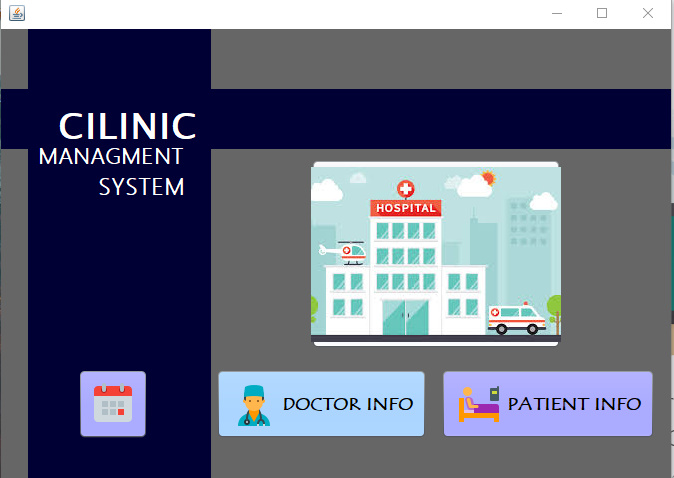 CILINIC
MANAGMENT
SYSTEM
HOSPITAL
DOCTOR INFO
PATIENT INFO